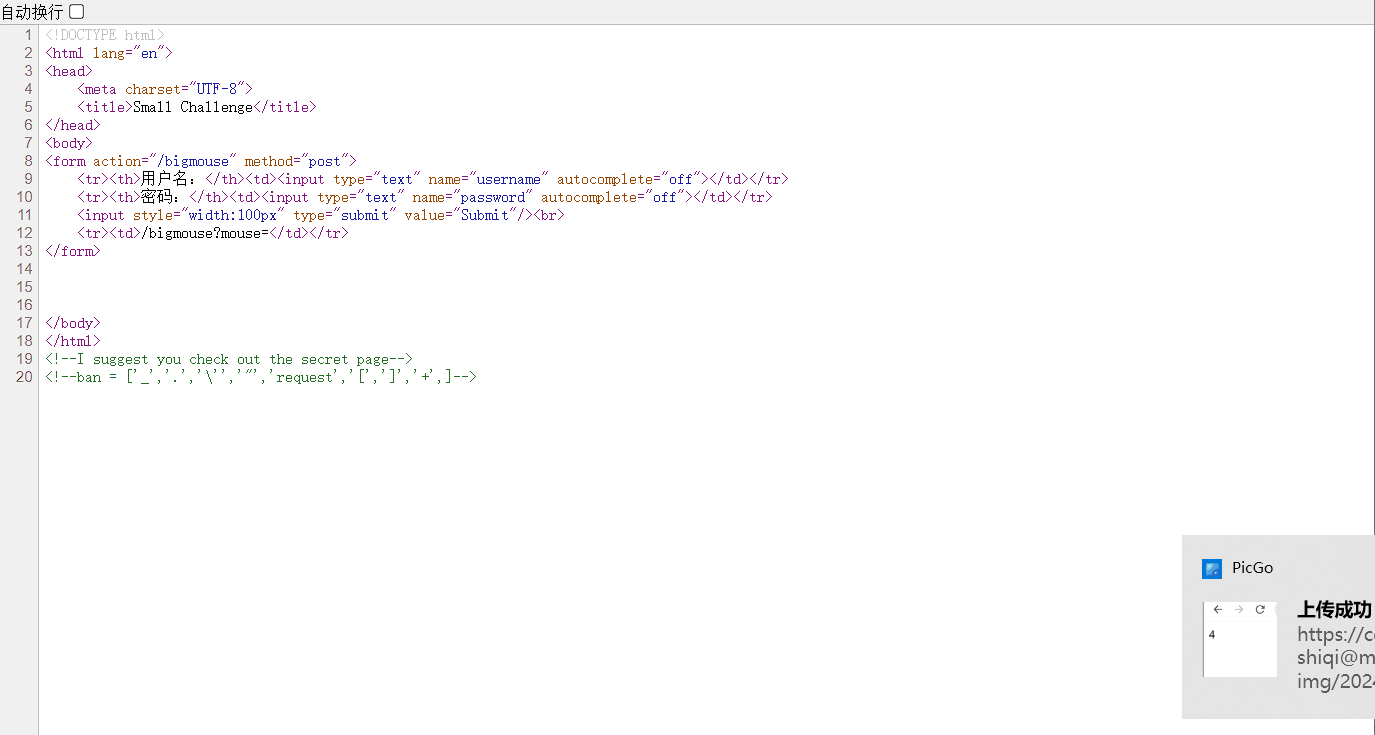 自动换行
1 <!DOCTYPE html>
2 <html lang="en">
3 <head>
4 <meta charset="UTF-8">
5 <title>Small Challenge</title>
6 </head>
7 <body>
8 <form action="/bigmouse" method="post">
9 <tr><th>用户名：</th><td><input type="text" name="username" autocomplete="off"></td></tr>
10 <tr><th>密码：</th><td><input type="text" name="password" autocomplete="off"></td></tr>
11 <input style="width:100px" type="submit" value="Submit"/><br>
12 <tr><td>/bigmouse?mouse=</td></tr>
13 </form>
14
15
16
17 </body>
18 </html>
19 <!--I suggest you check out the secret page-->
20 <!--ban = ['_','.','\'','"','request','[',']','+',]-->
PicGo
4
上传成功
https://c
shiqi@m
img/202